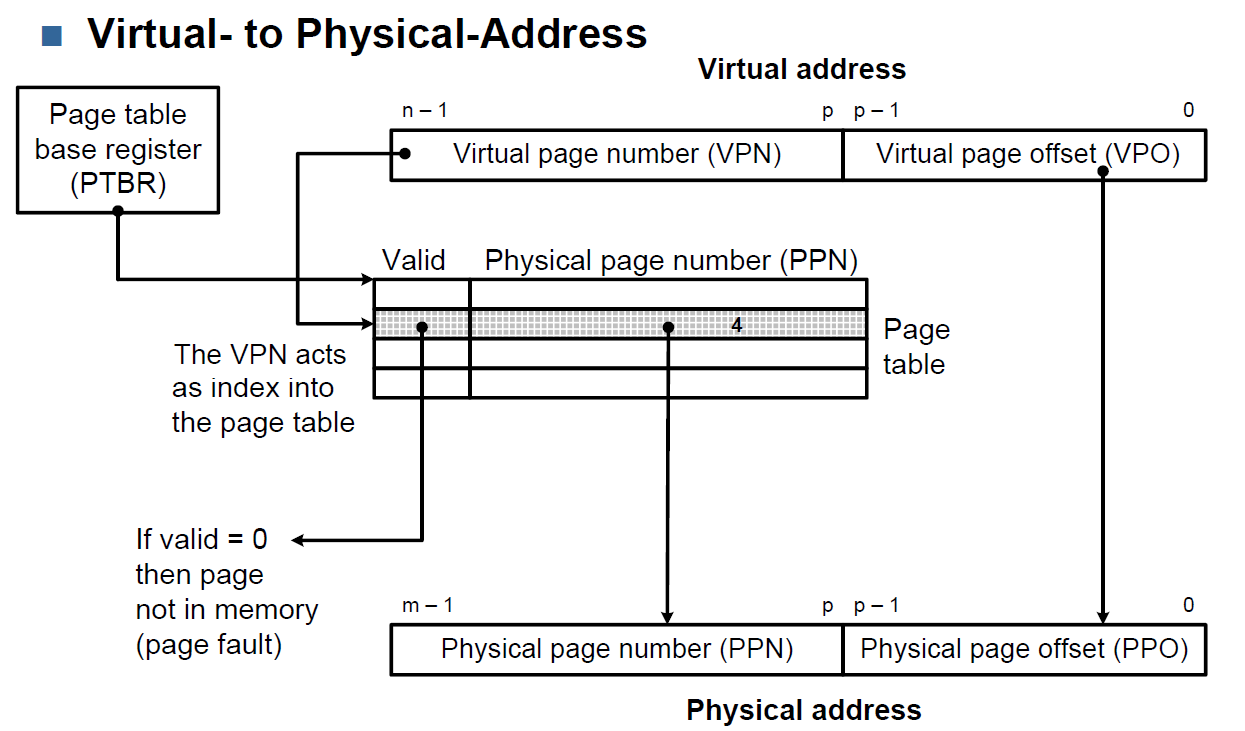 Virtual- to Physical-Address
Virtual address
Page table
base register
(PTBR)
n – 1
p
p – 1
0
Virtual page number (VPN)
Virtual page offset (VPO)
Valid
Physical page number (PPN)
4
Page
table
The VPN acts
as index into
the page table
If valid = 0
then page
not in memory
(page fault)
m – 1
p
p – 1
0
Physical page number (PPN)
Physical page offset (PPO)
Physical address